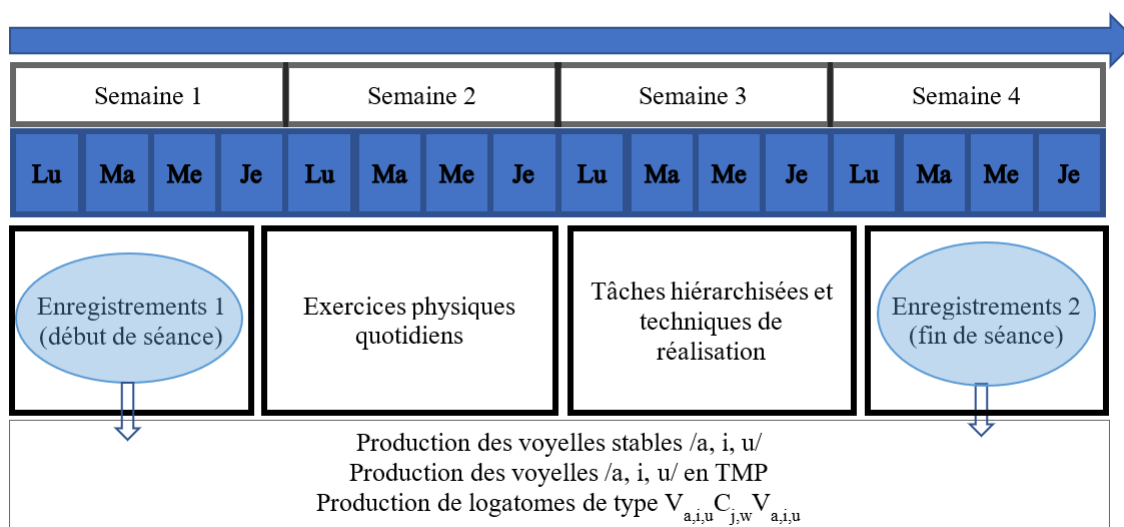 Semaine 1 Semaine 2 Semaine 3 Semaine 4
Lu Ma Me Je Lu Ma Me Je Lu Ma Me Je Lu Ma Me Je
Enregistrements 1
(début de séance)
Exercices physiques
quotidiens
Tâches hiérarchisées et
techniques de
réalisation
Enregistrements 2
(fin de séance)
Production des voyelles stables /a, i, u/
Production des voyelles /a, i, u/ en TMP
Production de logatomes de type V a,i,u C j,w V a,i,u